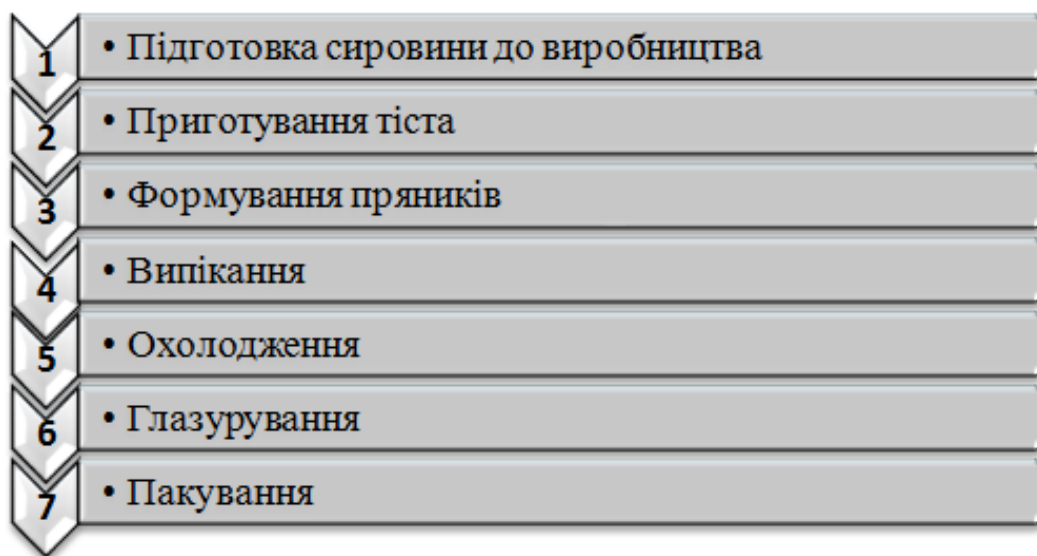 1 • Підготовка сировини до виробництва
2 • Приготування тіста
3 • Формування пряників
4 • Випікання
5 • Охолодження
6 • Глазурування
7 • Пакування